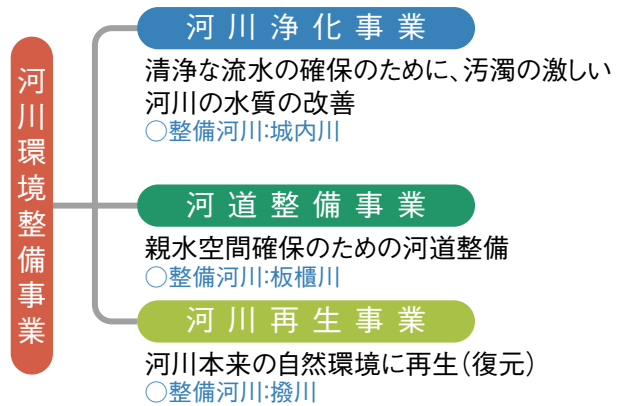 河川環境整備事業
河川浄化事業
清浄な流水の確保のために、汚濁の激しい
河川の水質の改善
○整備河川:城内川
河道整備事業
親水空間確保のための河道整備
○整備河川:板櫃川
河川再生事業
河川本来の自然環境に再生(復元)
○整備河川:撥川